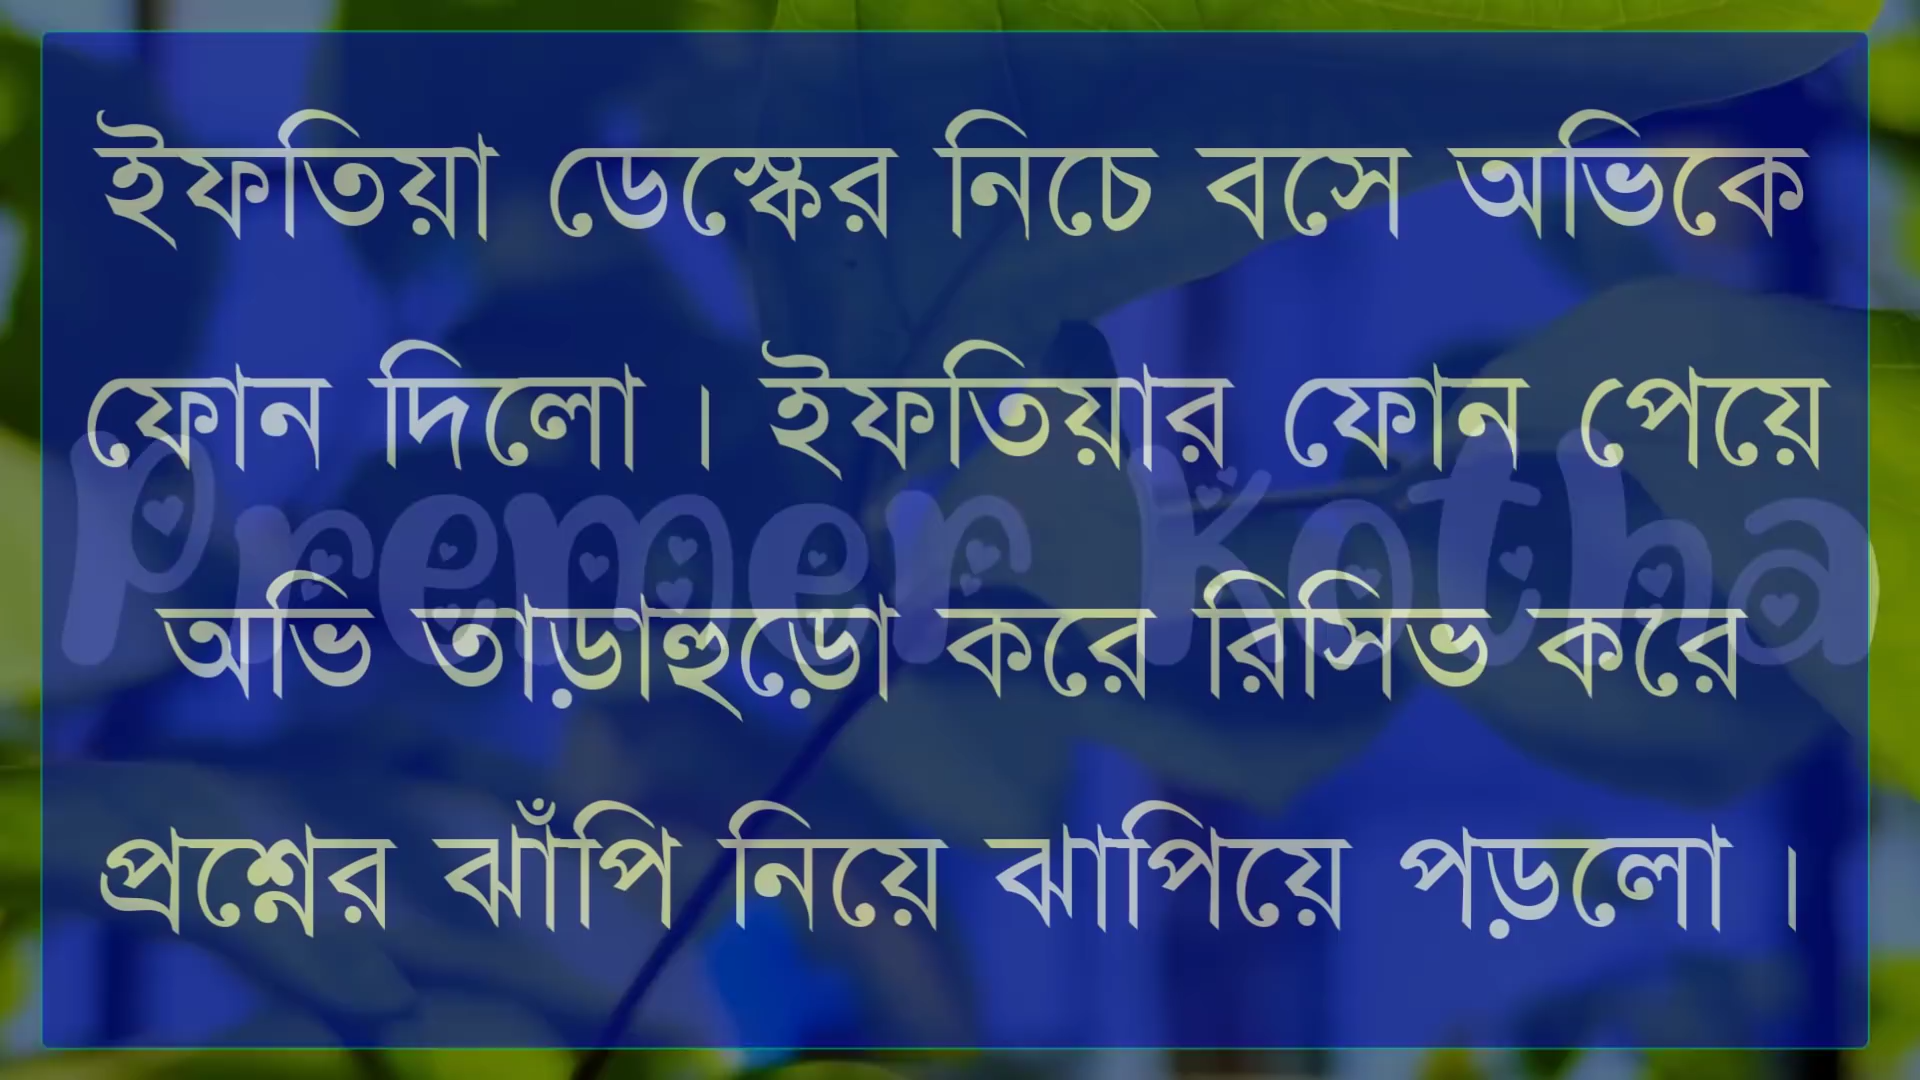 ইফতিয়া ডেস্কের নিচে বসে অভিকে
ফোন দিলো । ইফতিয়ার ফোন পেয়ে
Premer Kotha
অভি তাড়াহুড়ো করে রিসিভ করে
প্রশ্নের ঝাঁপি নিয়ে ঝাপিয়ে পড়লো ।